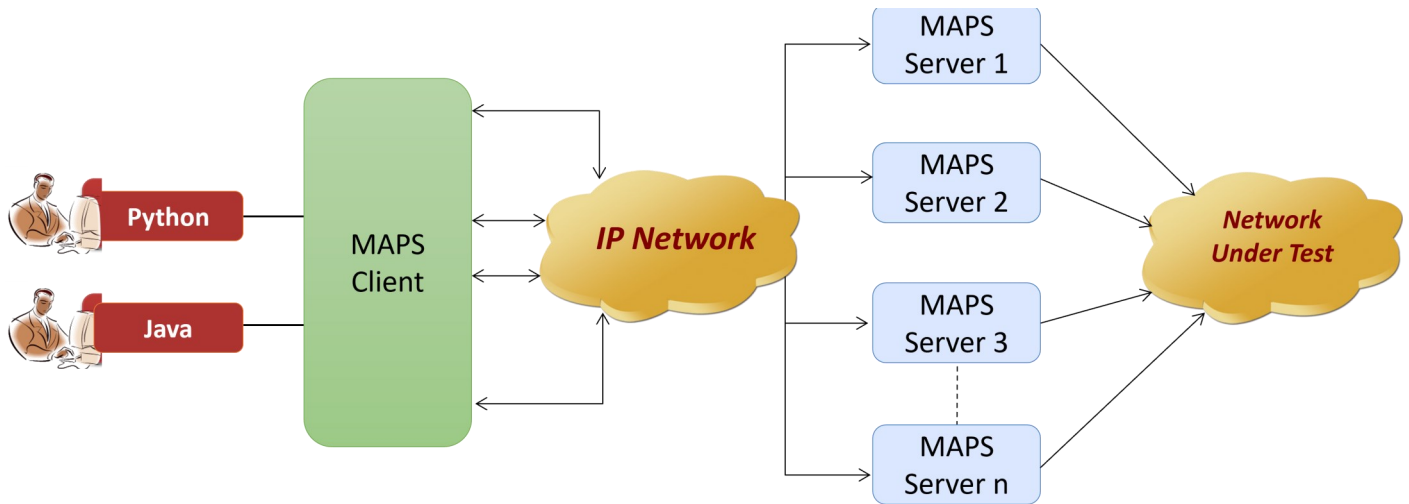 Python
Java
MAPS
Client
IP Network
MAPS
Server 1
MAPS
Server 2
MAPS
Server 3
MAPS
Server n
Network
Under Test